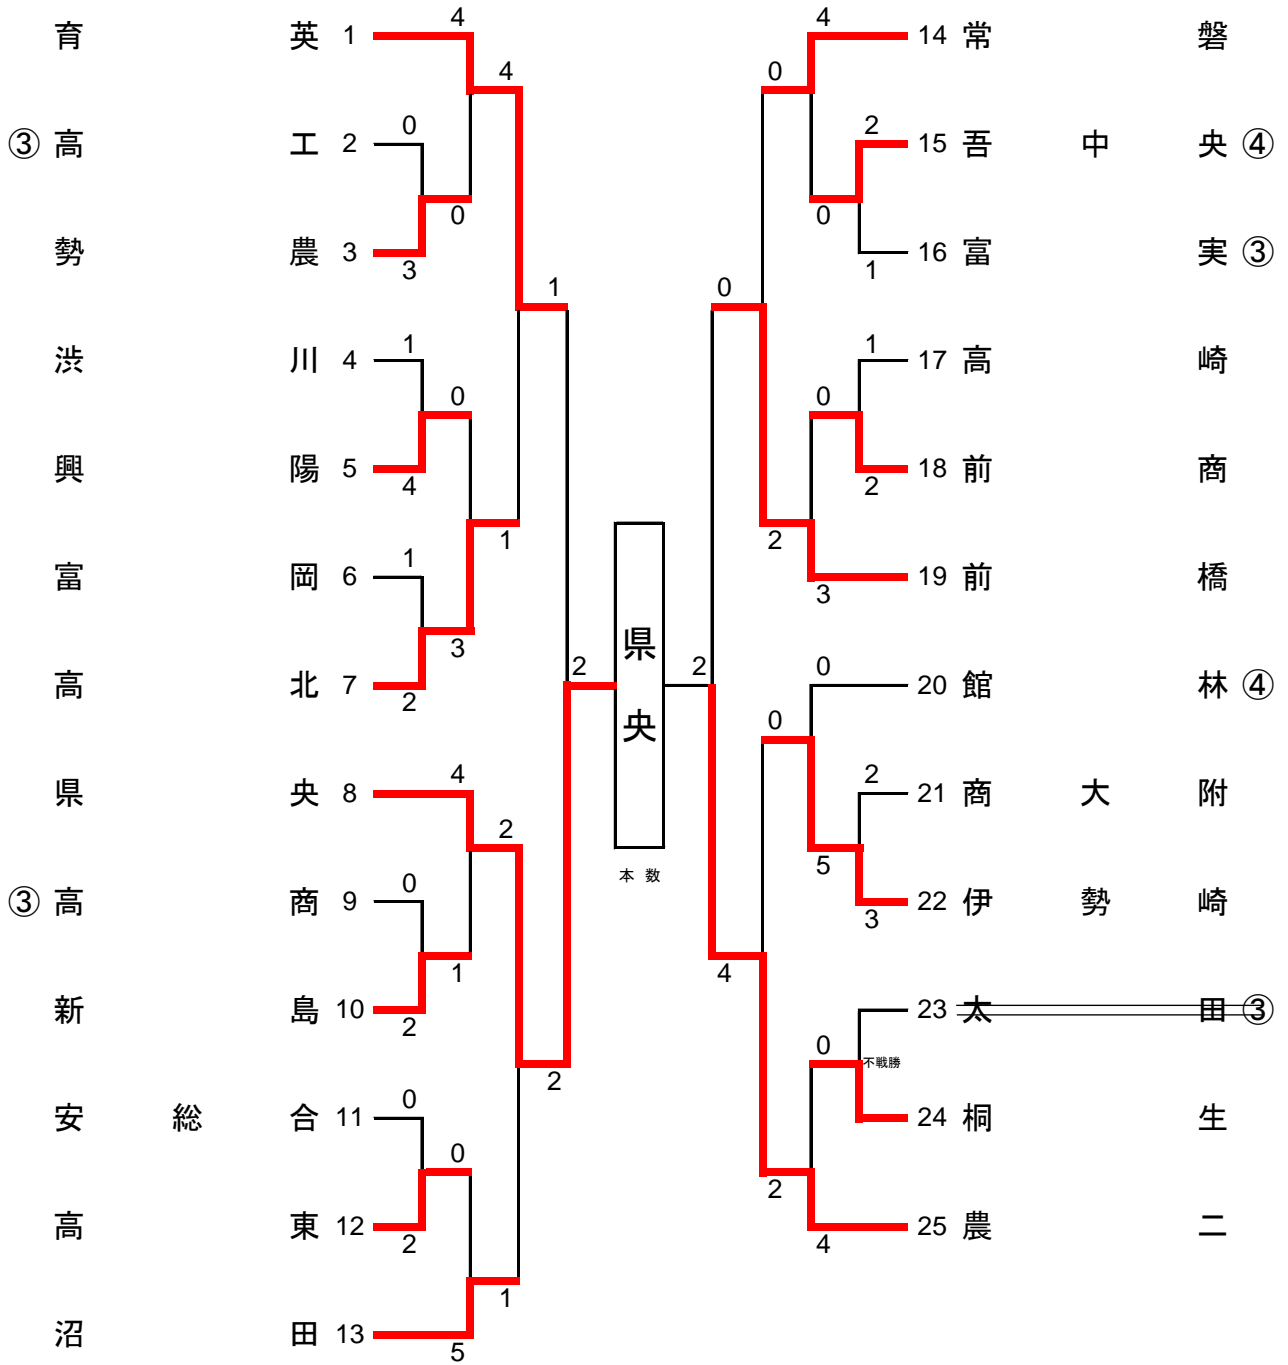 4 4
育 英 1 14 常 磐
4 0
0 2
③ 高 工 2 15 吾 中 央 ④
0 0
勢 農 3 16 富 実 ③
3 1
1 0
1 1
渋 川 4 17 高 崎
0 0
興 陽 5 18 前 商
4 2
1 2
1
富 岡 6 19 前 橋
3
県
3
2 2 0
高 北 7 20 館 林 ④
2
央
0
4 2
県 央 8 21 商 大 附
2
5
本 数
0
③ 高 商 9 22 伊 勢 崎
3
1 4
新 島 10 23 太 田 ③
2
0
不戦勝
2
0
安 総 合 11 24 桐 生
0
2
高 東 12 25 農 二
2 4
1
沼 田 13
5